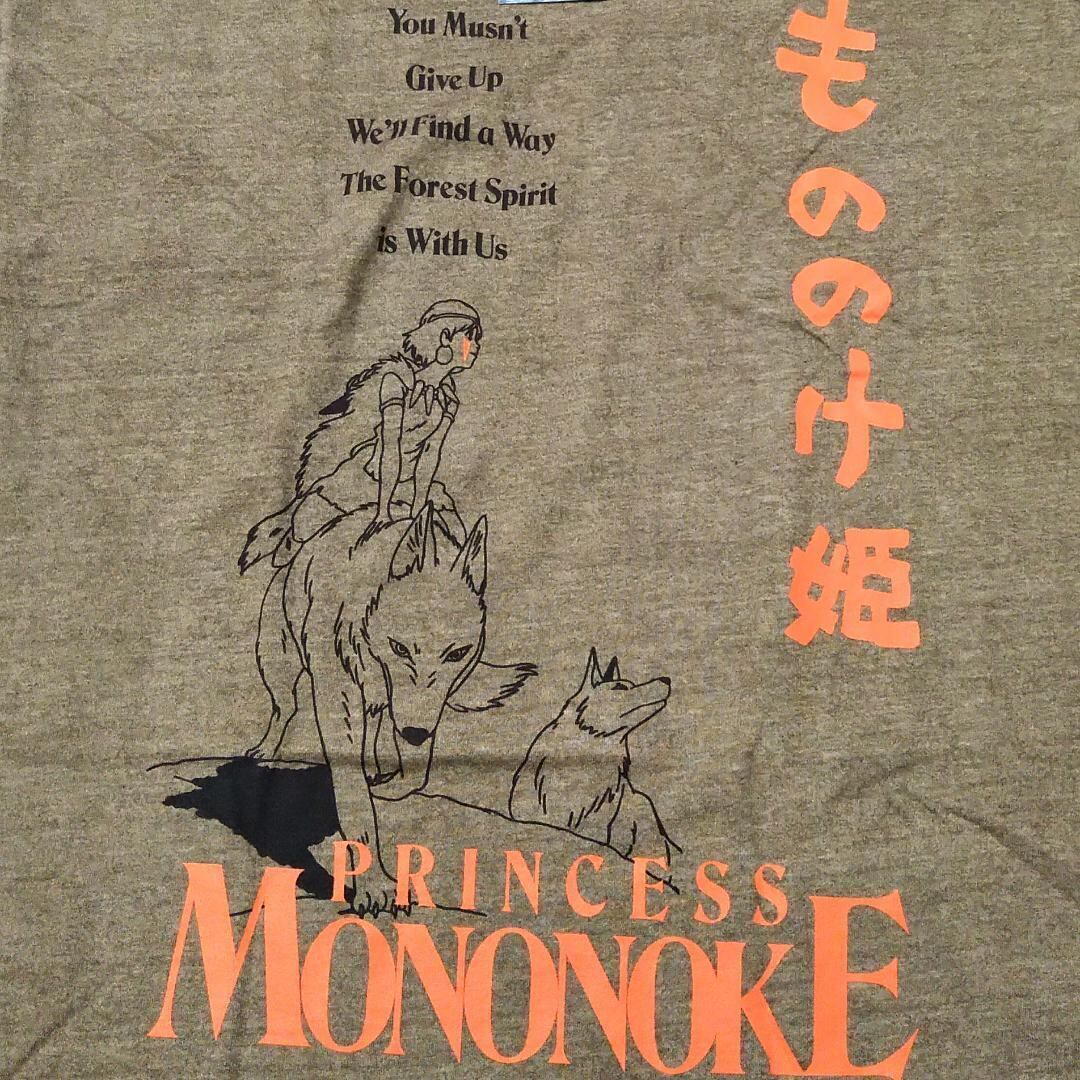 You Musn't
Give Up
We'll Find a Way
The Forest Spirit
is With Us
もののけ姫
PRINCESS
MONONOKE